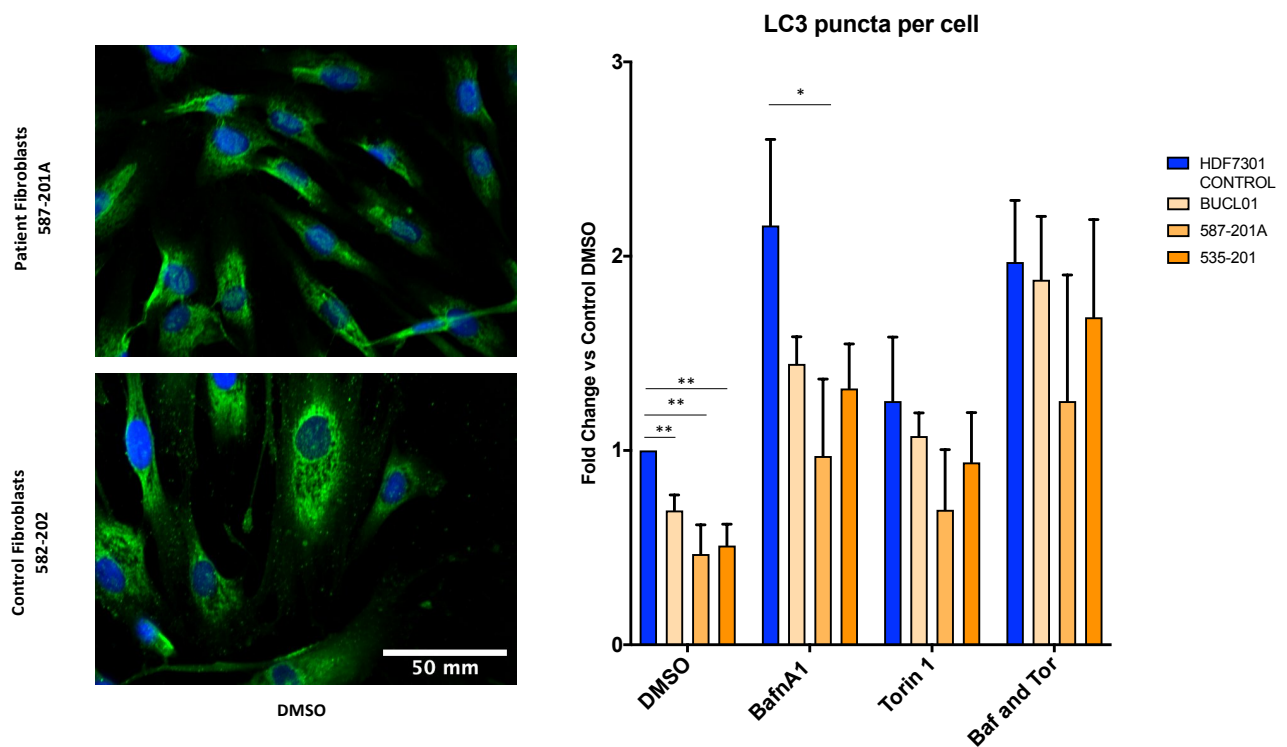 Patient Fibroblasts
587-201A
Control Fibroblasts
582-202
50 mm
DMSO
LC3 puncta per cell
Fold Change vs Control DMSO
3
2
1
0
*
**
**
**
DMSO
BafnA1
Torin 1
Baf and Tor
HDF7301
CONTROL
BUCL01
587-201A
535-201